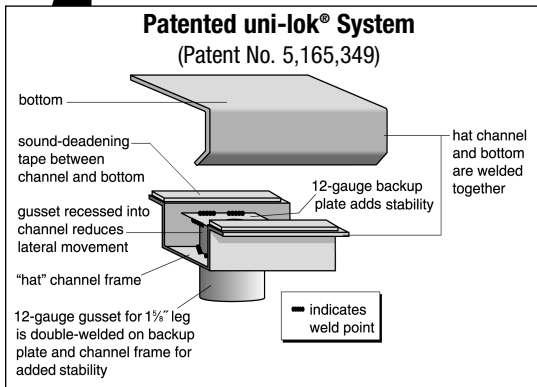 Patented uni-lok® System
(Patent No. 5,165,349)
bottom
sound-deadening
tape between
channel and bottom
gusset recessed into
channel reduces
lateral movement
“hat” channel frame
12-gauge gusset for 1⅝˝ leg
is double-welded on backup
plate and channel frame for
added stability
hat channel
and bottom
are welded
together
12-gauge backup
plate adds stability
indicates
weld point